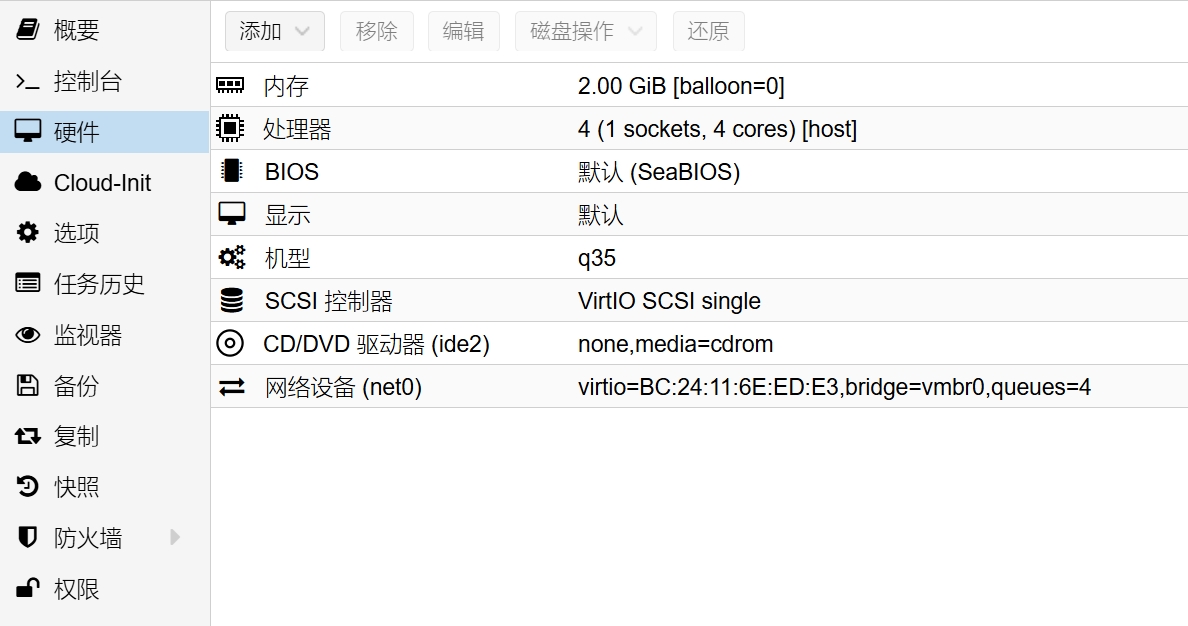 概要
控制台
硬件
Cloud-Init
选项
任务历史
监视器
备份
复制
快照
防火墙
权限
添加 移除 编辑 磁盘操作 还原
内存 2.00 GiB [balloon=0]
处理器 4 (1 sockets, 4 cores) [host]
BIOS 默认 (SeaBIOS)
显示 默认
机型 q35
SCSI 控制器 VirtIO SCSI single
CD/DVD 驱动器 (ide2) none,media=cdrom
网络设备 (net0) virtio=BC:24:11:6E:ED:E3,bridge=vmbr0,queues=4